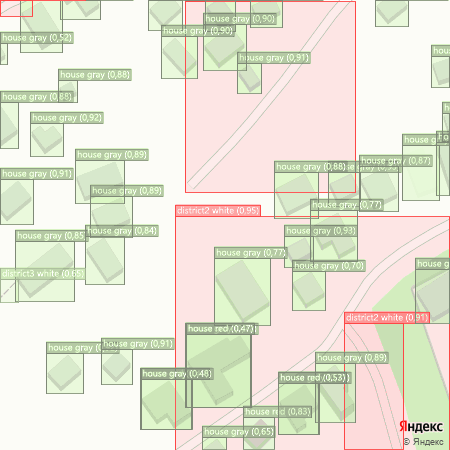 house gray (0,90)
house gray (0,90)
house gray (0,52)
house gray (0,91)
house gray (0,88)
house gray (0,88)
house gray (0,92)
house gray (0,89)
house gray (0,87)
house gray (0,88)
house gray (0,91)
house gray (0,89)
house gray (0,77)
district2 white (0,95)
house gray (0,84)
house gray (0,93)
house gray (0,85
house gray (0,77)
house gray (0,70)
district3 white (0,65)
house g
district2 white (0,91)
house red (0,47)
house gray (0,91)
house gray (0,
house gray (0,89)
house gray (0,48)
house red (0,53)
house red (0,83)
house gray (0,65)
Яндекс
© Яндекс